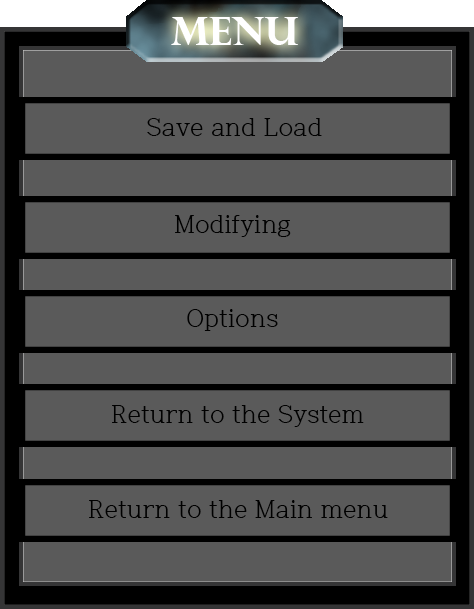 MENU
Save and Load
Modifying
Options
Return to the System
Return to the Main menu